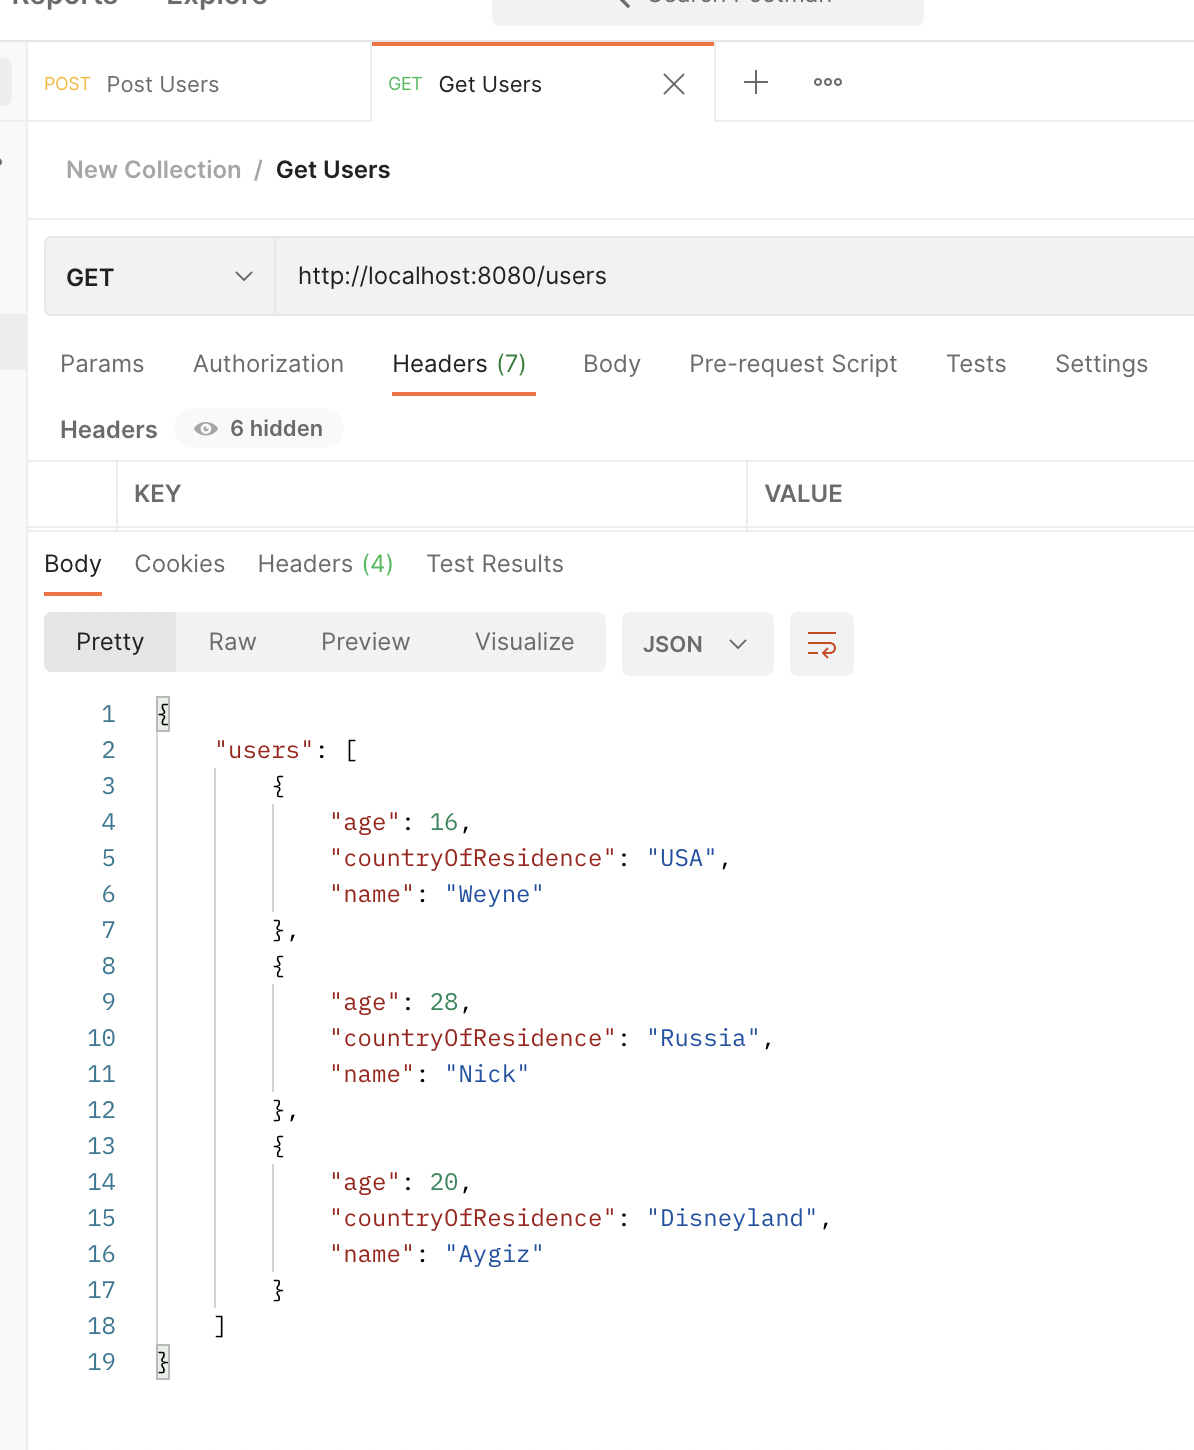 Reports Explore Search Postman
POST Post Users GET Get Users
New Collection / Get Users
GET http://localhost:8080/users
Params Authorization Headers (7) Body Pre-request Script Tests Settings
Headers 6 hidden
KEY VALUE
Body Cookies Headers (4) Test Results
Pretty Raw Preview Visualize JSON
1 {
2 "users": [
3 {
4 "age": 16,
5 "countryOfResidence": "USA",
6 "name": "Weyne"
7 },
8 {
9 "age": 28,
10 "countryOfResidence": "Russia",
11 "name": "Nick"
12 },
13 {
14 "age": 20,
15 "countryOfResidence": "Disneyland",
16 "name": "Aygiz"
17 }
18 ]
19 }